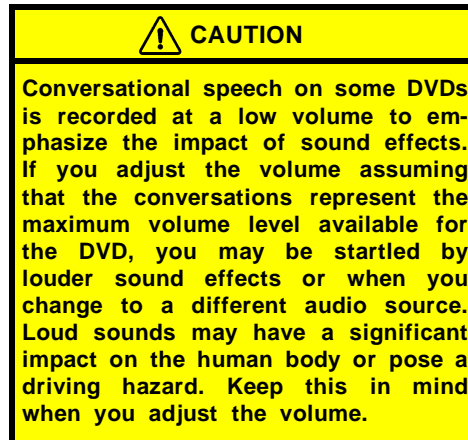 CAUTION
Conversational speech on some DVDs
is recorded at a low volume to em-
phasize the impact of sound effects.
If you adjust the volume assuming
that the conversations represent the
maximum volume level available for
the DVD, you may be startled by
louder sound effects or when you
change to a different audio source.
Loud sounds may have a significant
impact on the human body or pose a
driving hazard. Keep this in mind
when you adjust the volume.